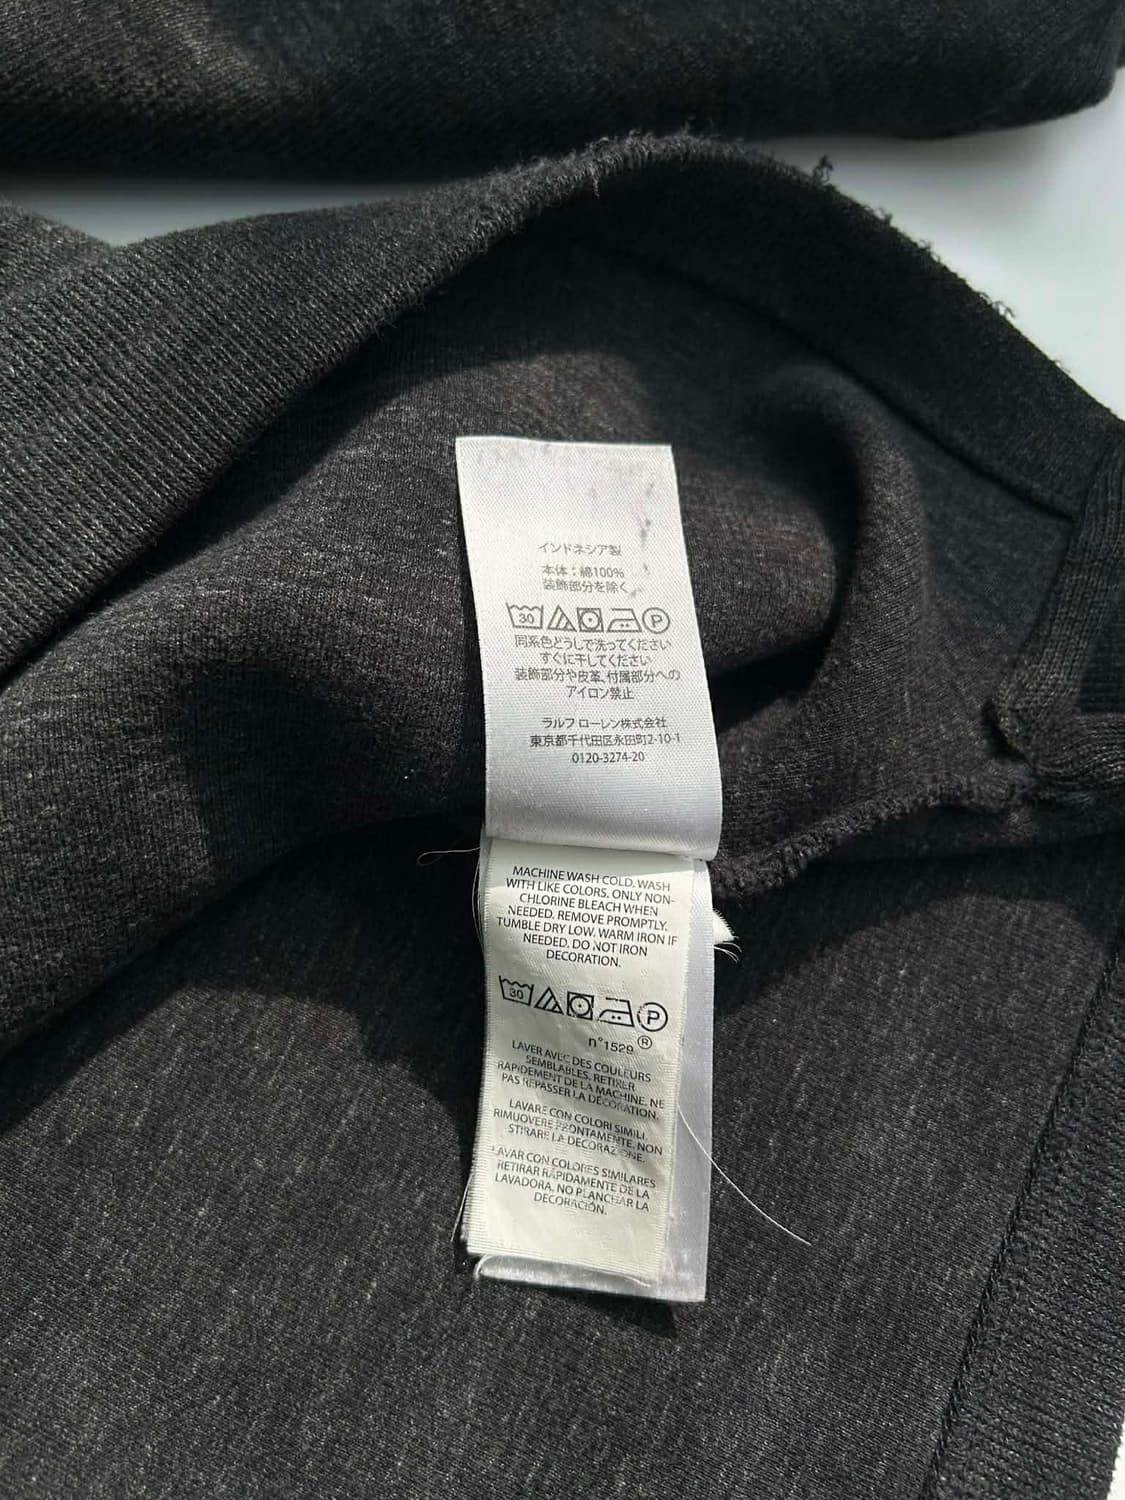 インドネシア製
本体：綿100%
装飾部分を除く
30 P
同系色どうしで洗ってください
すぐに干してください
装飾部分や皮革、付属部分への
アイロン禁止
ラルフ ローレン株式会社
東京都千代田区永田町2-10-1
0120-3274-20
MACHINE WASH COLD. WASH
WITH LIKE COLORS. ONLY NON-
CHLORINE BLEACH WHEN
NEEDED. REMOVE PROMPTLY.
TUMBLE DRY LOW. WARM IRON IF
NEEDED. DO NOT IRON
DECORATION.
30 P
n°1529 ®
LAVER AVEC DES COULEURS
SEMBLABLES. RETIRER
RAPIDEMENT DE LA MACHINE. NE
PAS REPASSER LA DÉCORATION.
LAVARE CON COLORI SIMILI.
RIMUOVERE PRONTAMENTE. NON
STIRARE LA DECORAZIONE.
LAVAR CON COLORES SIMILARES
RETIRAR RÁPIDAMENTE DE LA
LAVADORA. NO PLANCHAR LA
DECORACIÓN.